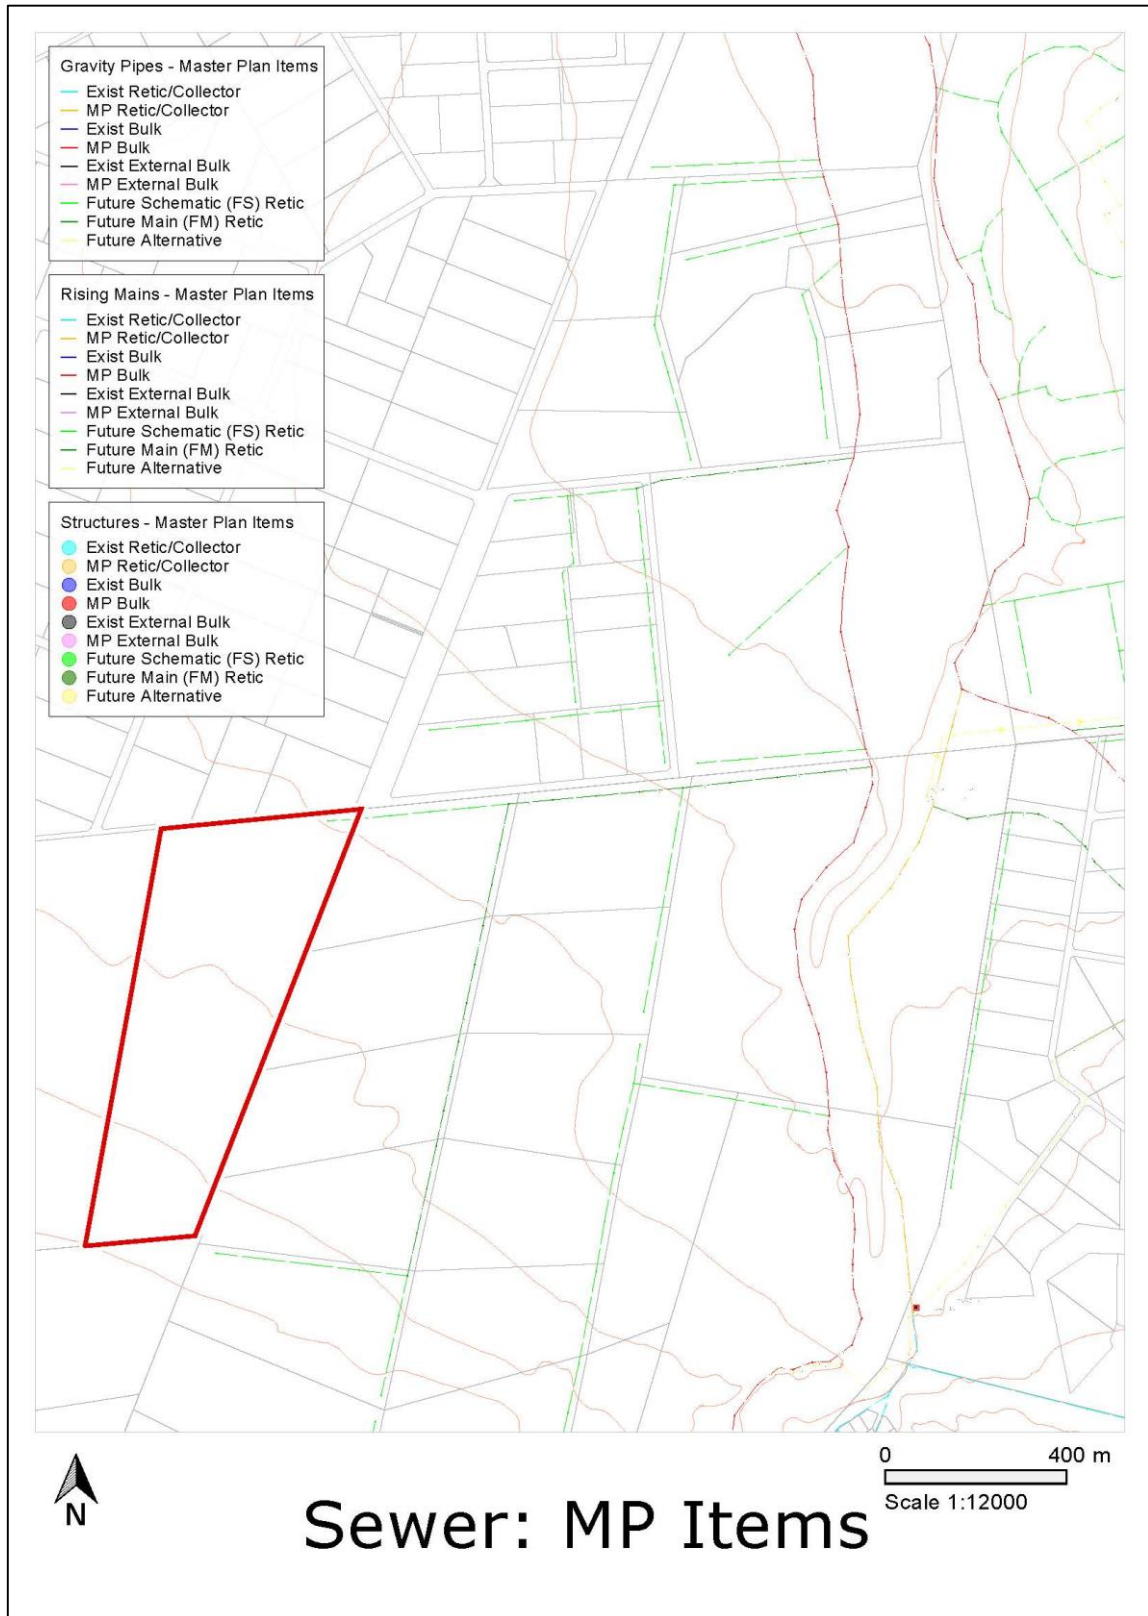 Gravity Pipes - Master Plan Items
Exist Retic/Collector
MP Retic/Collector
Exist Bulk
MP Bulk
Exist External Bulk
MP External Bulk
Future Schematic (FS) Retic
Future Main (FM) Retic
Future Alternative
Rising Mains - Master Plan Items
Exist Retic/Collector
MP Retic/Collector
Exist Bulk
MP Bulk
Exist External Bulk
MP External Bulk
Future Schematic (FS) Retic
Future Main (FM) Retic
Future Alternative
Structures - Master Plan Items
Exist Retic/Collector
MP Retic/Collector
Exist Bulk
MP Bulk
Exist External Bulk
MP External Bulk
Future Schematic (FS) Retic
Future Main (FM) Retic
Future Alternative
N
0 400 m
Scale 1:12000
Sewer: MP Items